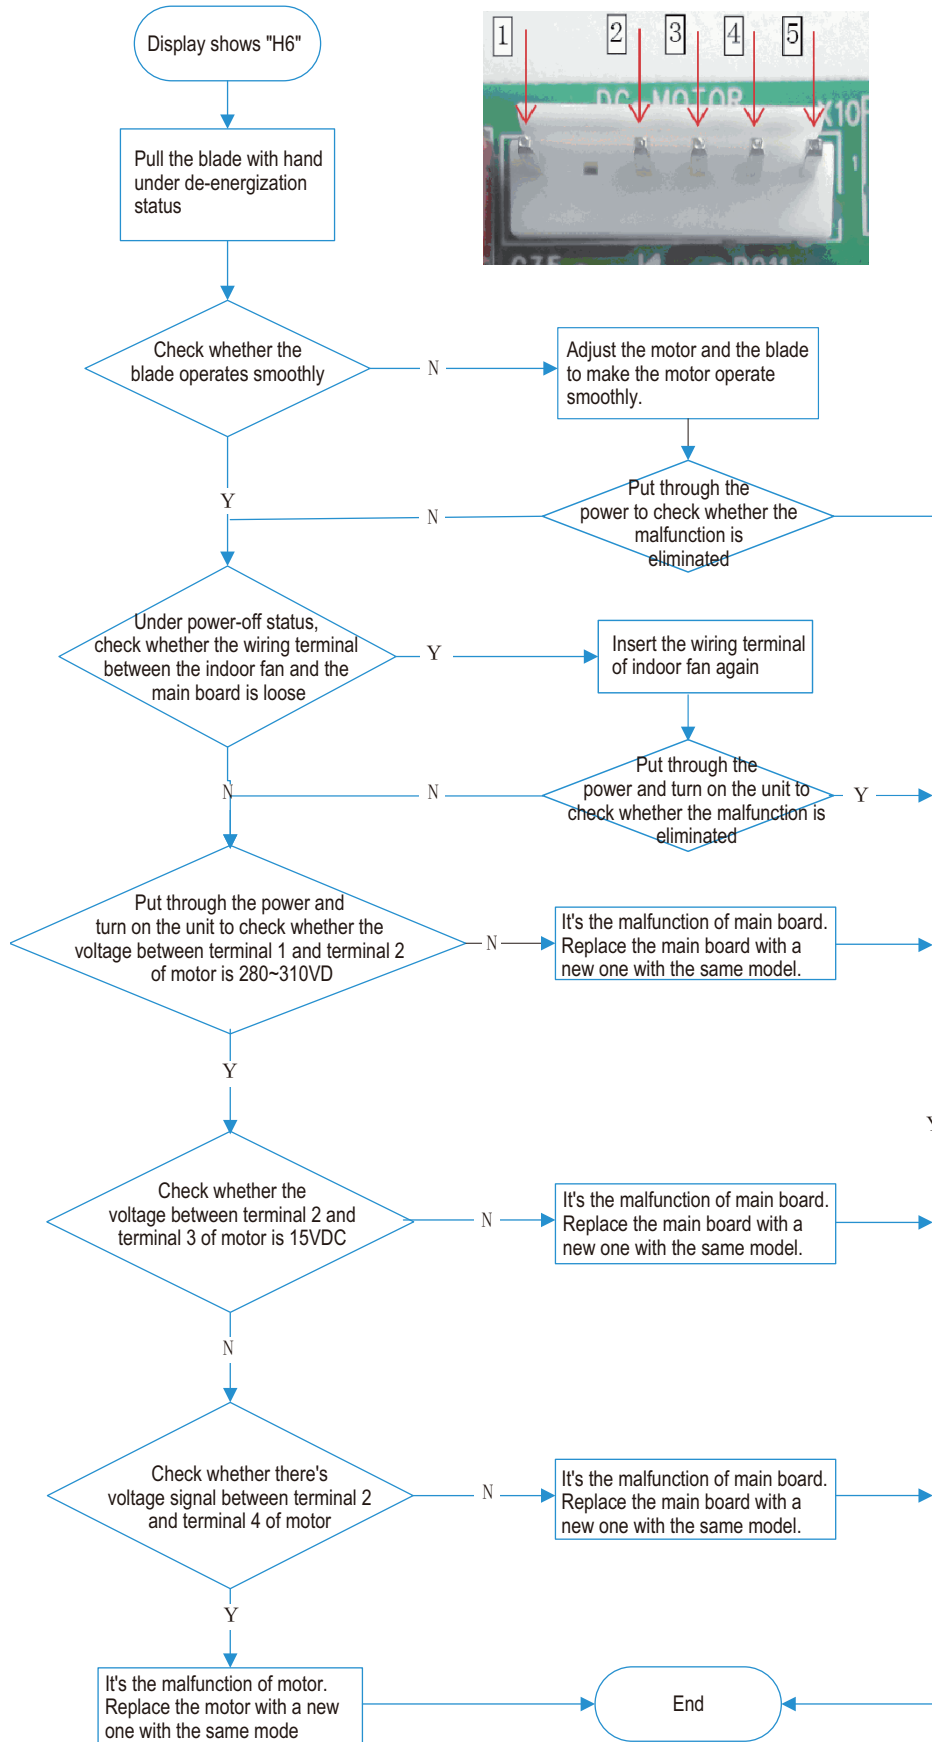 Display shows "H6"
1 2 3 4 5
DC MOTOR
Pull the blade with hand
under de-energization
status
Check whether the
blade operates smoothly
N
Adjust the motor and the blade
to make the motor operate
smoothly.
Y
Put through the
power to check whether the
malfunction is
eliminated
N
Under power-off status,
check whether the wiring terminal
between the indoor fan and the
main board is loose
Y
Insert the wiring terminal
of indoor fan again
N
Put through the
power and turn on the unit to
check whether the malfunction is
eliminated
N
Y
Put through the power and
turn on the unit to check whether the
voltage between terminal 1 and terminal 2
of motor is 280~310VD
N
It's the malfunction of main board.
Replace the main board with a
new one with the same model.
Y
Y
Check whether the
voltage between terminal 2 and
terminal 3 of motor is 15VDC
N
It's the malfunction of main board.
Replace the main board with a
new one with the same model.
N
Check whether there's
voltage signal between terminal 2
and terminal 4 of motor
N
It's the malfunction of main board.
Replace the main board with a
new one with the same model.
Y
It's the malfunction of motor.
Replace the motor with a new
one with the same mode
End